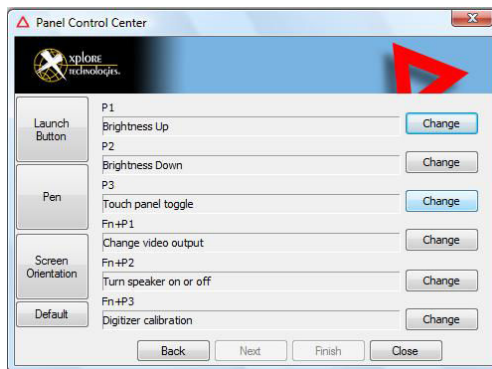 Panel Control Center
xplore
technologies.
Launch
Button
Pen
Screen
Orientation
Default
P1
Brightness Up
Change
P2
Brightness Down
Change
P3
Touch panel toggle
Change
Fn+P1
Change video output
Change
Fn+P2
Turn speaker on or off
Change
Fn+P3
Digitizer calibration
Change
Back
Next
Finish
Close